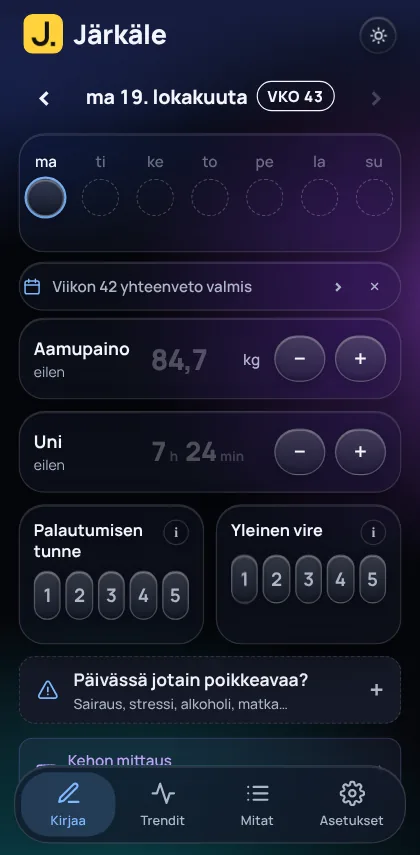 J. Järkäle
ma 19. lokakuuta VKO 43
ma ti ke to pe la su
Viikon 42 yhteenveto valmis
Aamupaino
eilen
84,7 kg − +
Uni
eilen
7 h 24 min − +
Palautumisen
tunne
i
1 2 3 4 5
Yleinen vire
i
1 2 3 4 5
Päivässä jotain poikkeavaa?
Sairaus, stressi, alkoholi, matka…
+
Kehon mittaus
Kirjaa Trendit Mitat Asetukset